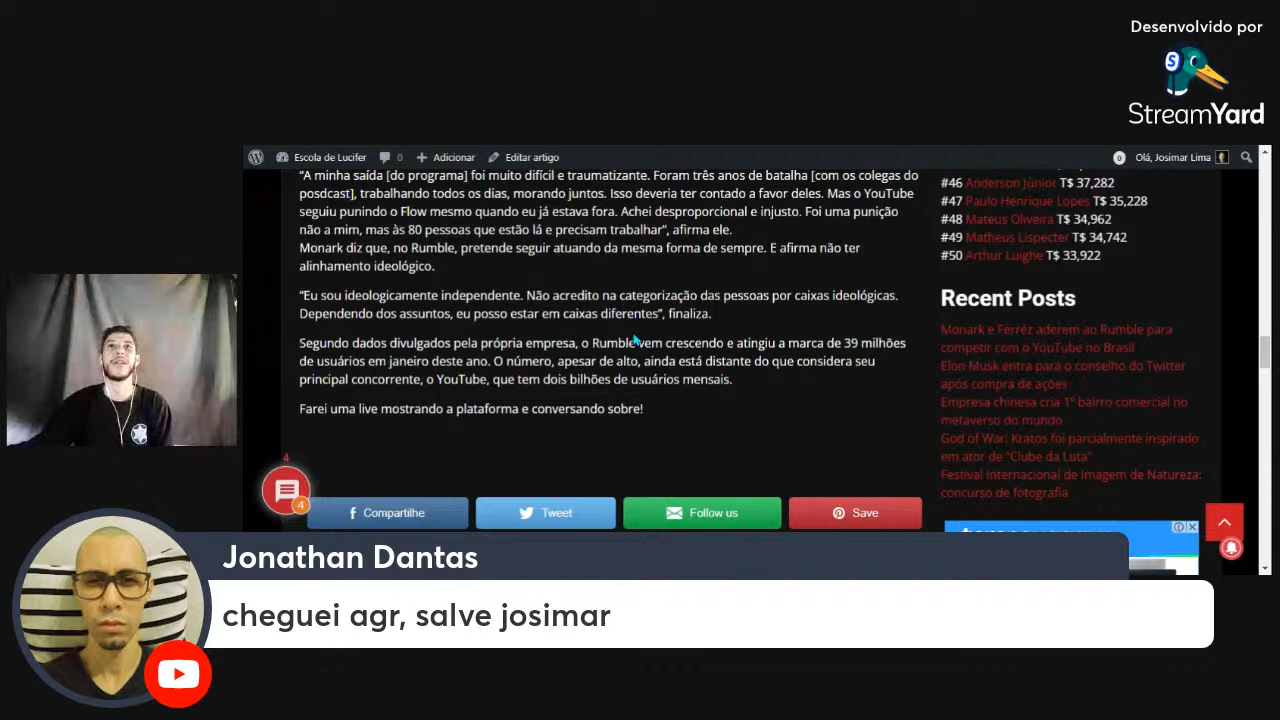 Desenvolvido por
StreamYard
Escola de Lucifer 0 Adicionar Editar artigo 0 Olá, Josimar Lima
“A minha saída [do programa] foi muito difícil e traumatizante. Foram três anos de batalha [com os colegas do
posdcast], trabalhando todos os dias, morando juntos. Isso deveria ter contado a favor deles. Mas o YouTube
seguiu punindo o Flow mesmo quando eu já estava fora. Achei desproporcional e injusto. Foi uma punição
não a mim, mas às 80 pessoas que estão lá e precisam trabalhar”, afirma ele.
Monark diz que, no Rumble, pretende seguir atuando da mesma forma de sempre. E afirma não ter
alinhamento ideológico.
“Eu sou ideologicamente independente. Não acredito na categorização das pessoas por caixas ideológicas.
Dependendo dos assuntos, eu posso estar em caixas diferentes”, finaliza.
Segundo dados divulgados pela própria empresa, o Rumble vem crescendo e atingiu a marca de 39 milhões
de usuários em janeiro deste ano. O número, apesar de alto, ainda está distante do que considera seu
principal concorrente, o YouTube, que tem dois bilhões de usuários mensais.
Farei uma live mostrando a plataforma e conversando sobre!
#46 Anderson Júnior T$ 37,282
#47 Paulo Henrique Lopes T$ 35,228
#48 Mateus Oliveira T$ 34,962
#49 Matheus Lispecter T$ 34,742
#50 Arthur Luighe T$ 33,922
Recent Posts
Monark e Ferréz aderem ao Rumble para
competir com o YouTube no Brasil
Elon Musk entra para o conselho do Twitter
após compra de ações
Empresa chinesa cria 1º bairro comercial no
metaverso do mundo
God of War: Kratos foi parcialmente inspirado
em ator de “Clube da Luta”
Festival Internacional de Imagem de Natureza:
concurso de fotografia
4
4
Compartilhe Tweet Follow us Save
Jonathan Dantas
cheguei agr, salve josimar